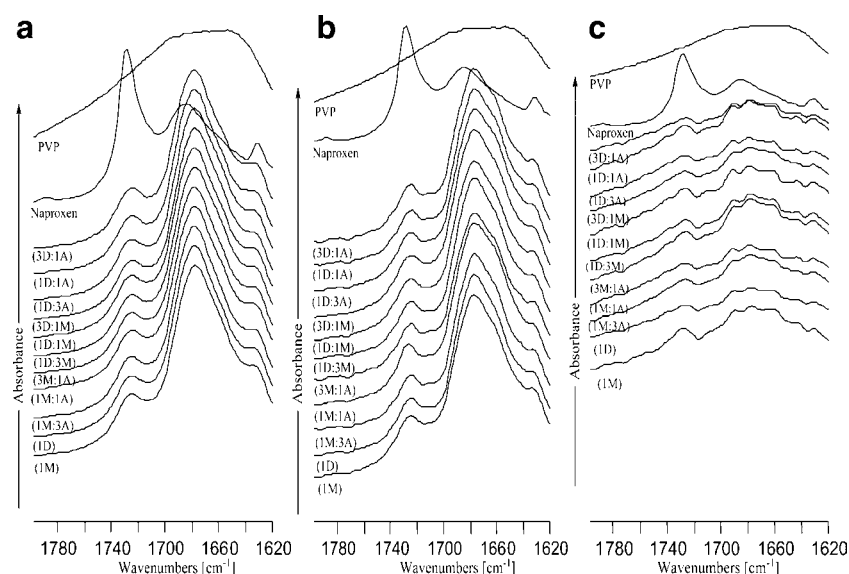 a
PVP
Naproxen
(3D:1A)
(1D:1A)
(1D:3A)
(3D:1M)
(1D:1M)
(1D:3M)
(3M:1A)
(1M:1A)
(1M:3A)
(1D)
(1M)
Absorbance
1780 1740 1700 1660 1620
Wavenumbers [cm⁻¹]
b
PVP
Naproxen
(3D:1A)
(1D:1A)
(1D:3A)
(3D:1M)
(1D:1M)
(1D:3M)
(3M:1A)
(1M:1A)
(1M:3A)
(1D)
(1M)
Absorbance
1780 1740 1700 1660 1620
Wavenumbers [cm⁻¹]
c
PVP
Naproxen
(3D:1A)
(1D:1A)
(1D:3A)
(3D:1M)
(1D:1M)
(1D:3M)
(3M:1A)
(1M:1A)
(1M:3A)
(1D)
(1M)
Absorbance
1780 1740 1700 1660 1620
Wavenumbers [cm⁻¹]